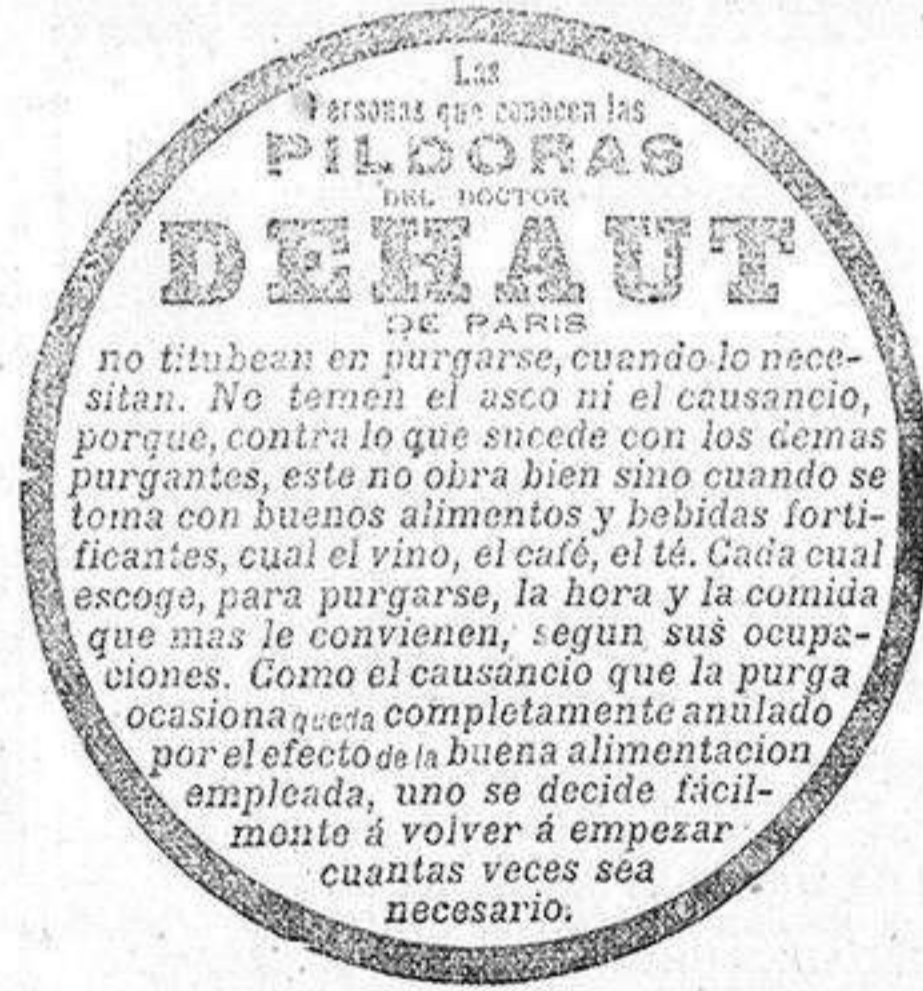 Las
Personas que conocen las
PILDORAS
DEL DOCTOR
DEHAUT
DE PARIS
no titubean en purgarse, cuando lo nece-
sitan. No temen el asco ni el causancio,
porque, contra lo que sucede con los demas
purgantes, este no obra bien sino cuando se
toma con buenos alimentos y bebidas forti-
ficantes, cual el vino, el café, el té. Cada cual
escoge, para purgarse, la hora y la comida
que mas le convienen, segun sus ocupa-
ciones. Como el causancio que la purga
ocasiona queda completamente anulado
por el efecto de la buena alimentacion
empleada, uno se decide fácil-
mente á volver á empezar
cuantas veces sea
necesario.